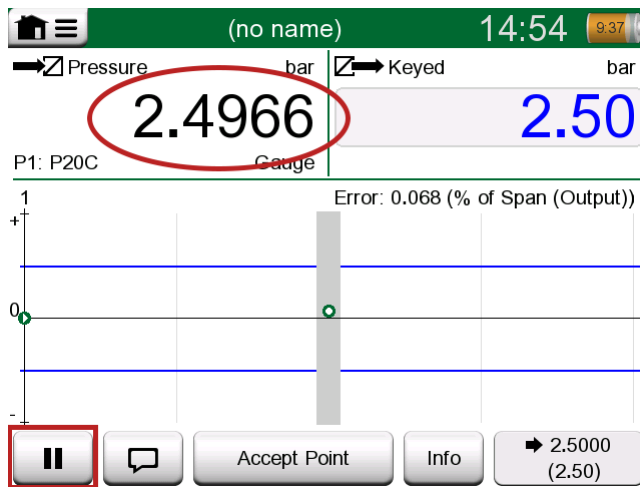 (no name) 14:54 9:37
Pressure bar
2.4966
P1: P20C Gauge
Keyed bar
2.50
Error: 0.068 (% of Span (Output))
1
+
0
-
Accept Point Info 2.5000
(2.50)